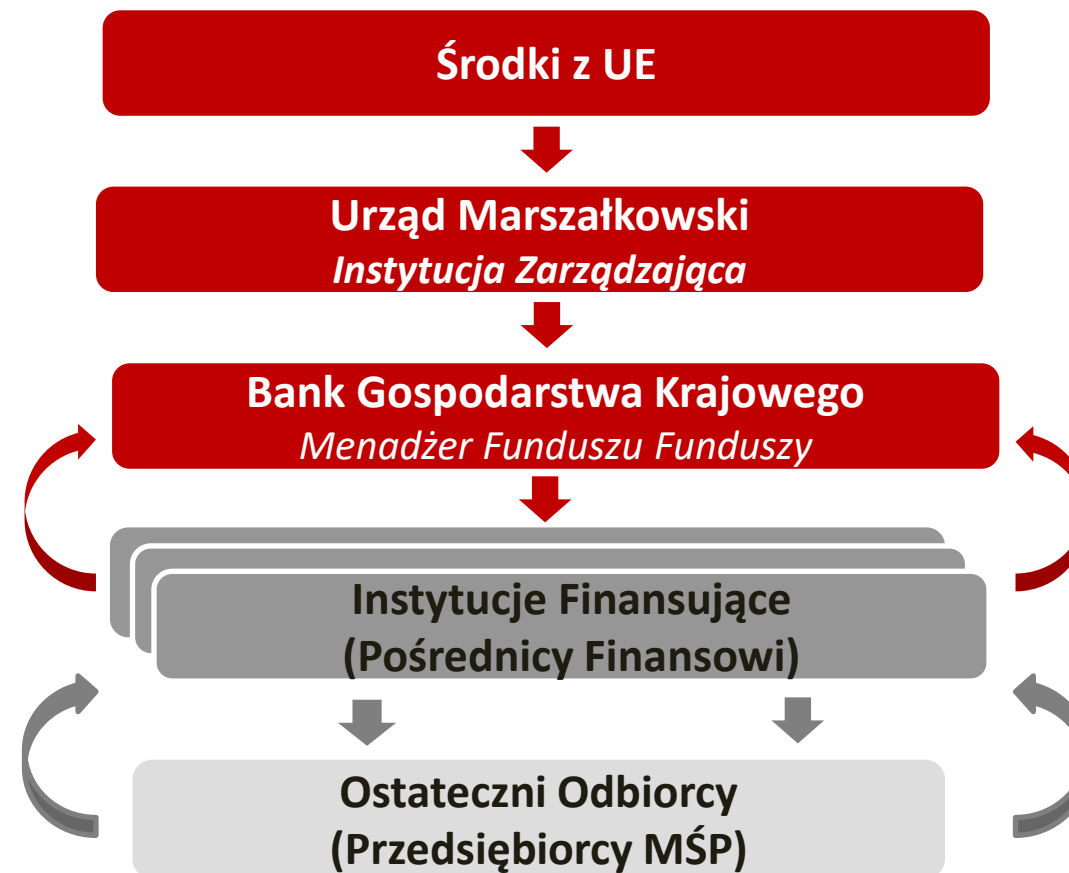 Środki z UE
Urząd Marszałkowski
Instytucja Zarządzająca
Bank Gospodarstwa Krajowego
Menadżer Funduszu Funduszy
Instytucje Finansujące
(Pośrednicy Finansowi)
Ostateczni Odbiorcy
(Przedsiębiorcy MŚP)